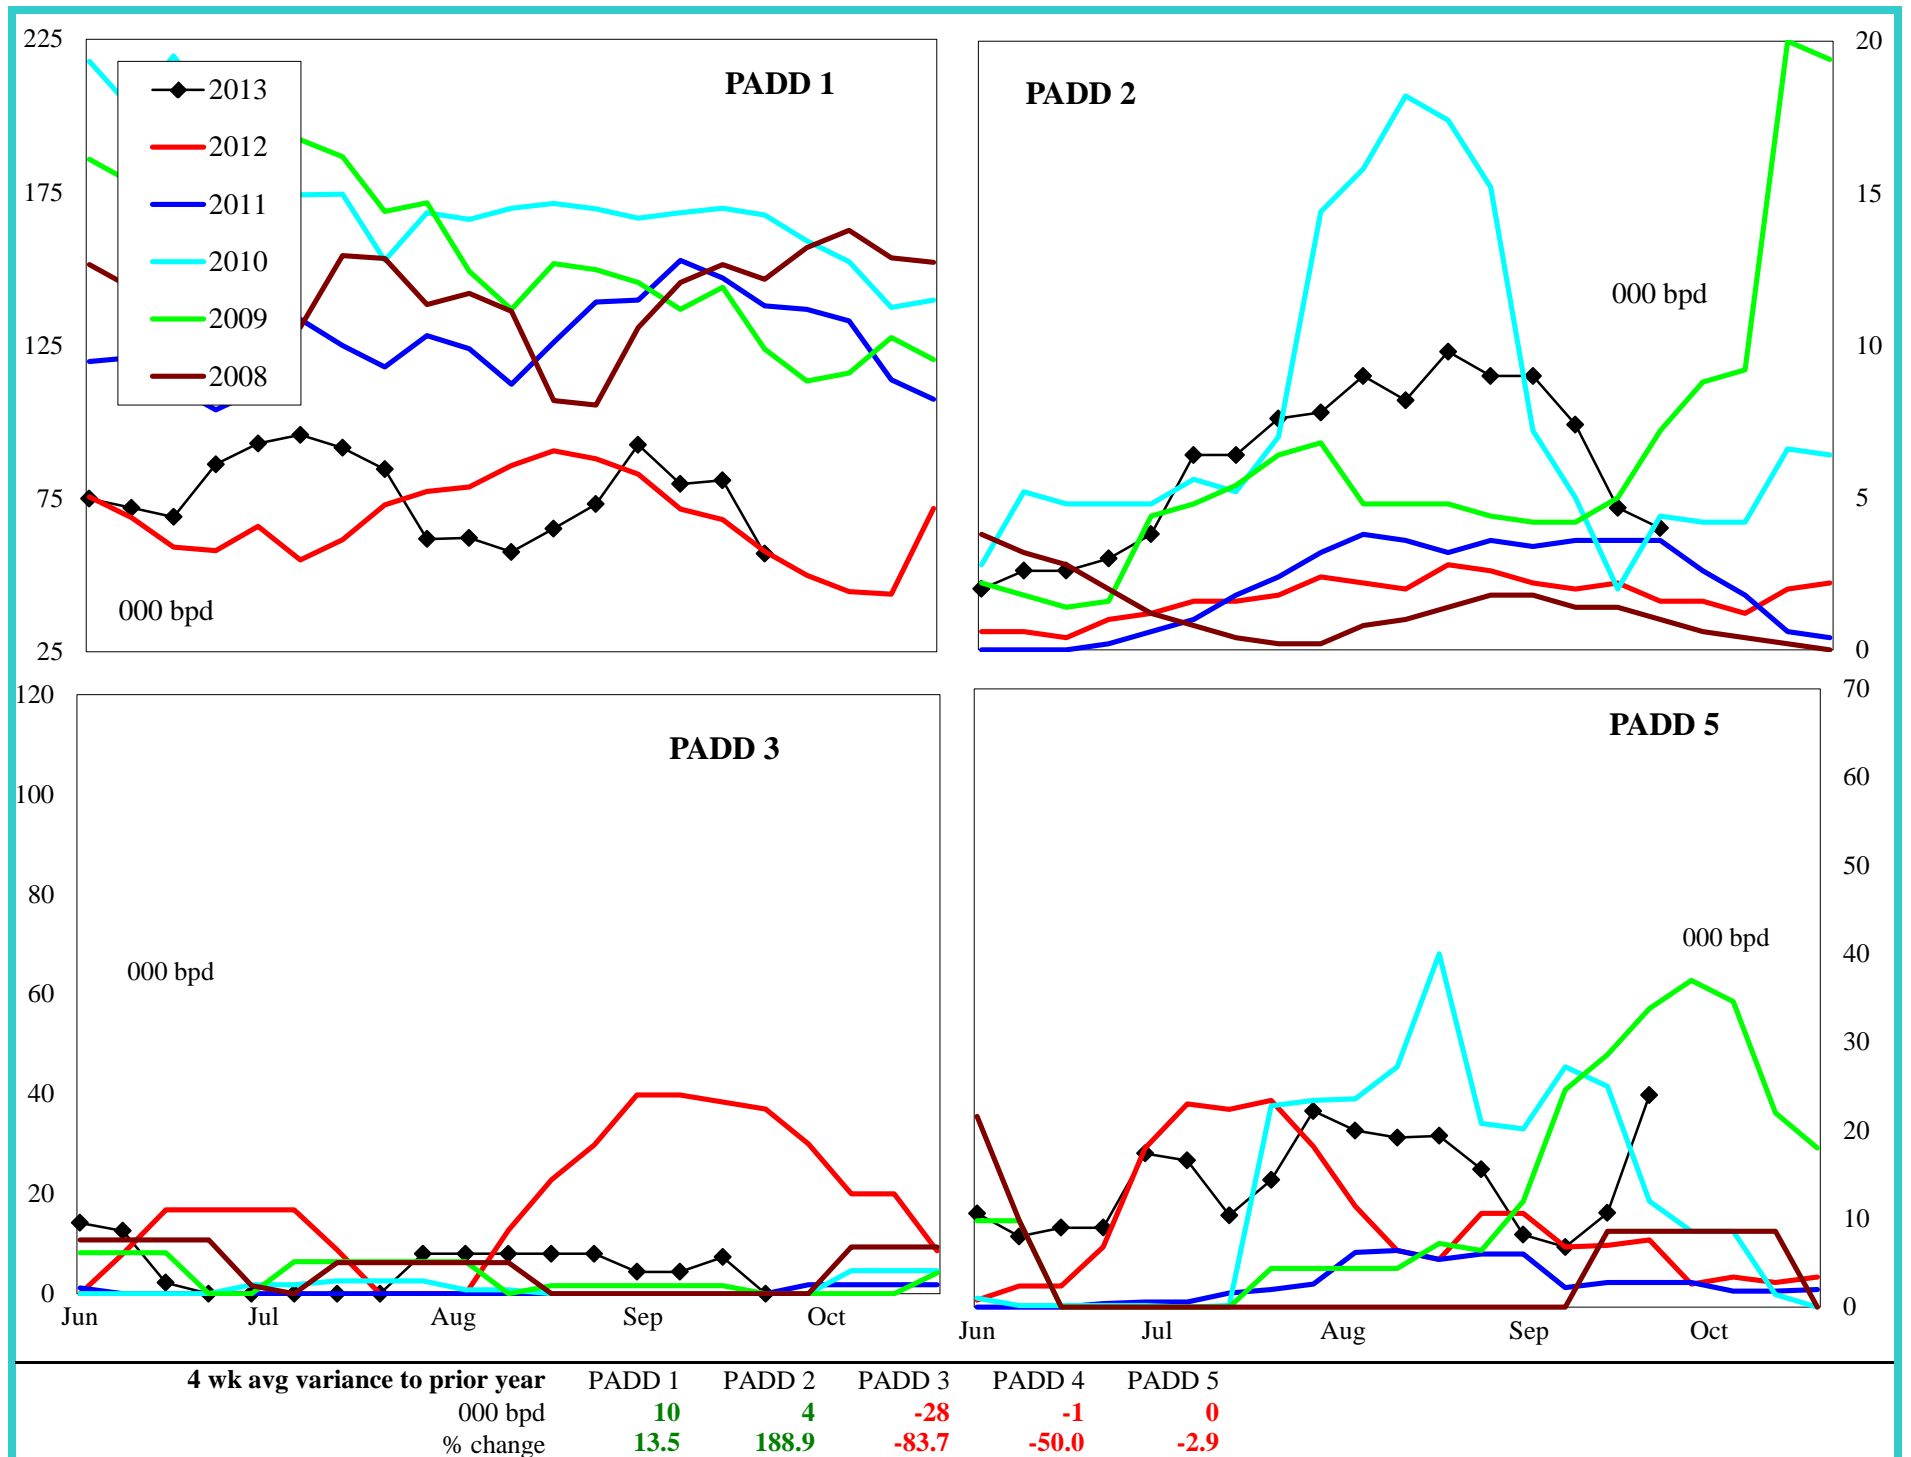 225
175
125
75
25
2013
2012
2011
2010
2009
2008
PADD 1
000 bpd
PADD 2
000 bpd
20
15
10
5
0
120
100
80
60
40
20
0
PADD 3
000 bpd
Jun Jul Aug Sep Oct
PADD 5
000 bpd
70
60
50
40
30
20
10
0
Jun Jul Aug Sep Oct
4 wk avg variance to prior year PADD 1 PADD 2 PADD 3 PADD 4 PADD 5
000 bpd 10 4 -28 -1 0
% change 13.5 188.9 -83.7 -50.0 -2.9